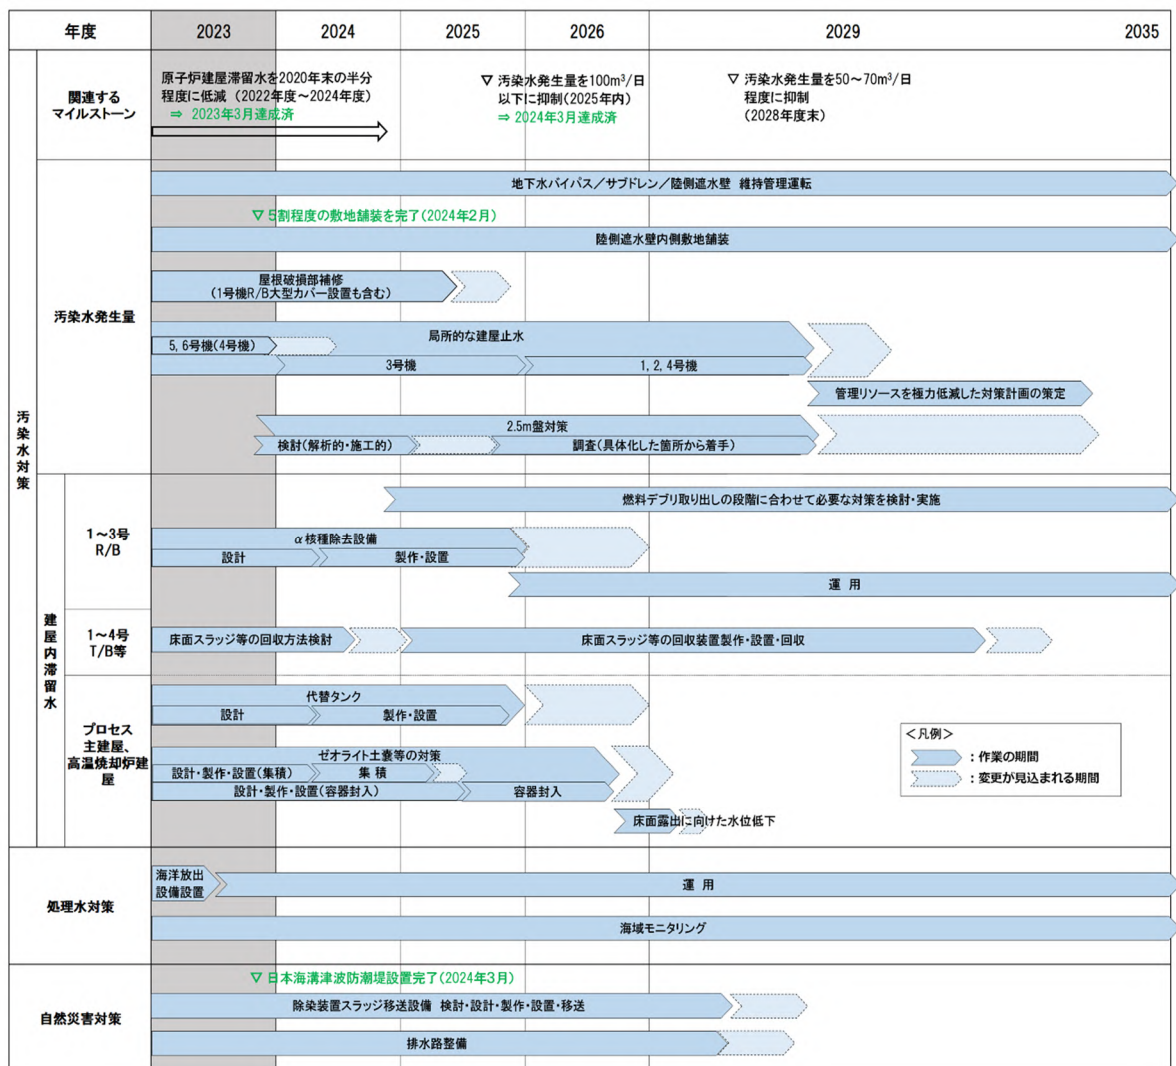 年度
2023
2024
2025
2026
2029
2035
汚染水対策
関連する
マイルストーン
原子炉建屋滞留水を2020年末の半分
程度に低減 (2022年度~2024年度)
⇒ 2023年3月達成済
▽ 汚染水発生量を100m³/日
以下に抑制(2025年内)
⇒ 2024年3月達成済
▽ 汚染水発生量を50~70m³/日
程度に抑制
(2028年度末)
汚染水発生量
地下水バイパス/サブドレン/陸側遮水壁 維持管理運転
▽ 5割程度の敷地舗装を完了(2024年2月)
陸側遮水壁内側敷地舗装
屋根破損部補修
(1号機R/B大型カバー設置も含む)
局所的な建屋止水
5, 6号機(4号機)
3号機
1, 2, 4号機
管理リソースを極力低減した対策計画の策定
2.5m盤対策
検討(解析的・施工的)
調査(具体化した箇所から着手)
建屋内滞留水
1~3号
R/B
燃料デブリ取り出しの段階に合わせて必要な対策を検討・実施
α核種除去設備
設計
製作・設置
運 用
1~4号
T/B等
床面スラッジ等の回収方法検討
床面スラッジ等の回収装置製作・設置・回収
プロセス
主建屋、
高温焼却炉建
屋
代替タンク
設計
製作・設置
ゼオライト土嚢等の対策
設計・製作・設置(集積)
集 積
設計・製作・設置(容器封入)
容器封入
床面露出に向けた水位低下
<凡例>
:作業の期間
:変更が見込まれる期間
処理水対策
海洋放出
設備設置
運 用
海域モニタリング
自然災害対策
▽ 日本海溝津波防潮堤設置完了(2024年3月)
除染装置スラッジ移送設備 検討・設計・製作・設置・移送
排水路整備